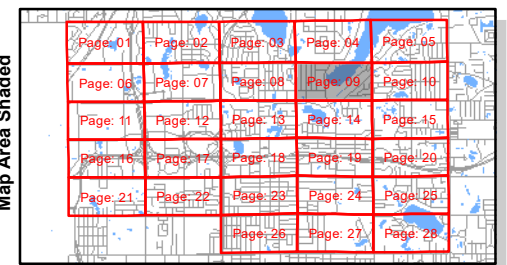 Map Area Shaded
Page: 01 Page: 02 Page: 03 Page: 04 Page: 05
Page: 06 Page: 07 Page: 08 Page: 09 Page: 10
Page: 11 Page: 12 Page: 13 Page: 14 Page: 15
Page: 16 Page: 17 Page: 18 Page: 19 Page: 20
Page: 21 Page: 22 Page: 23 Page: 24 Page: 25
Page: 26 Page: 27 Page: 28